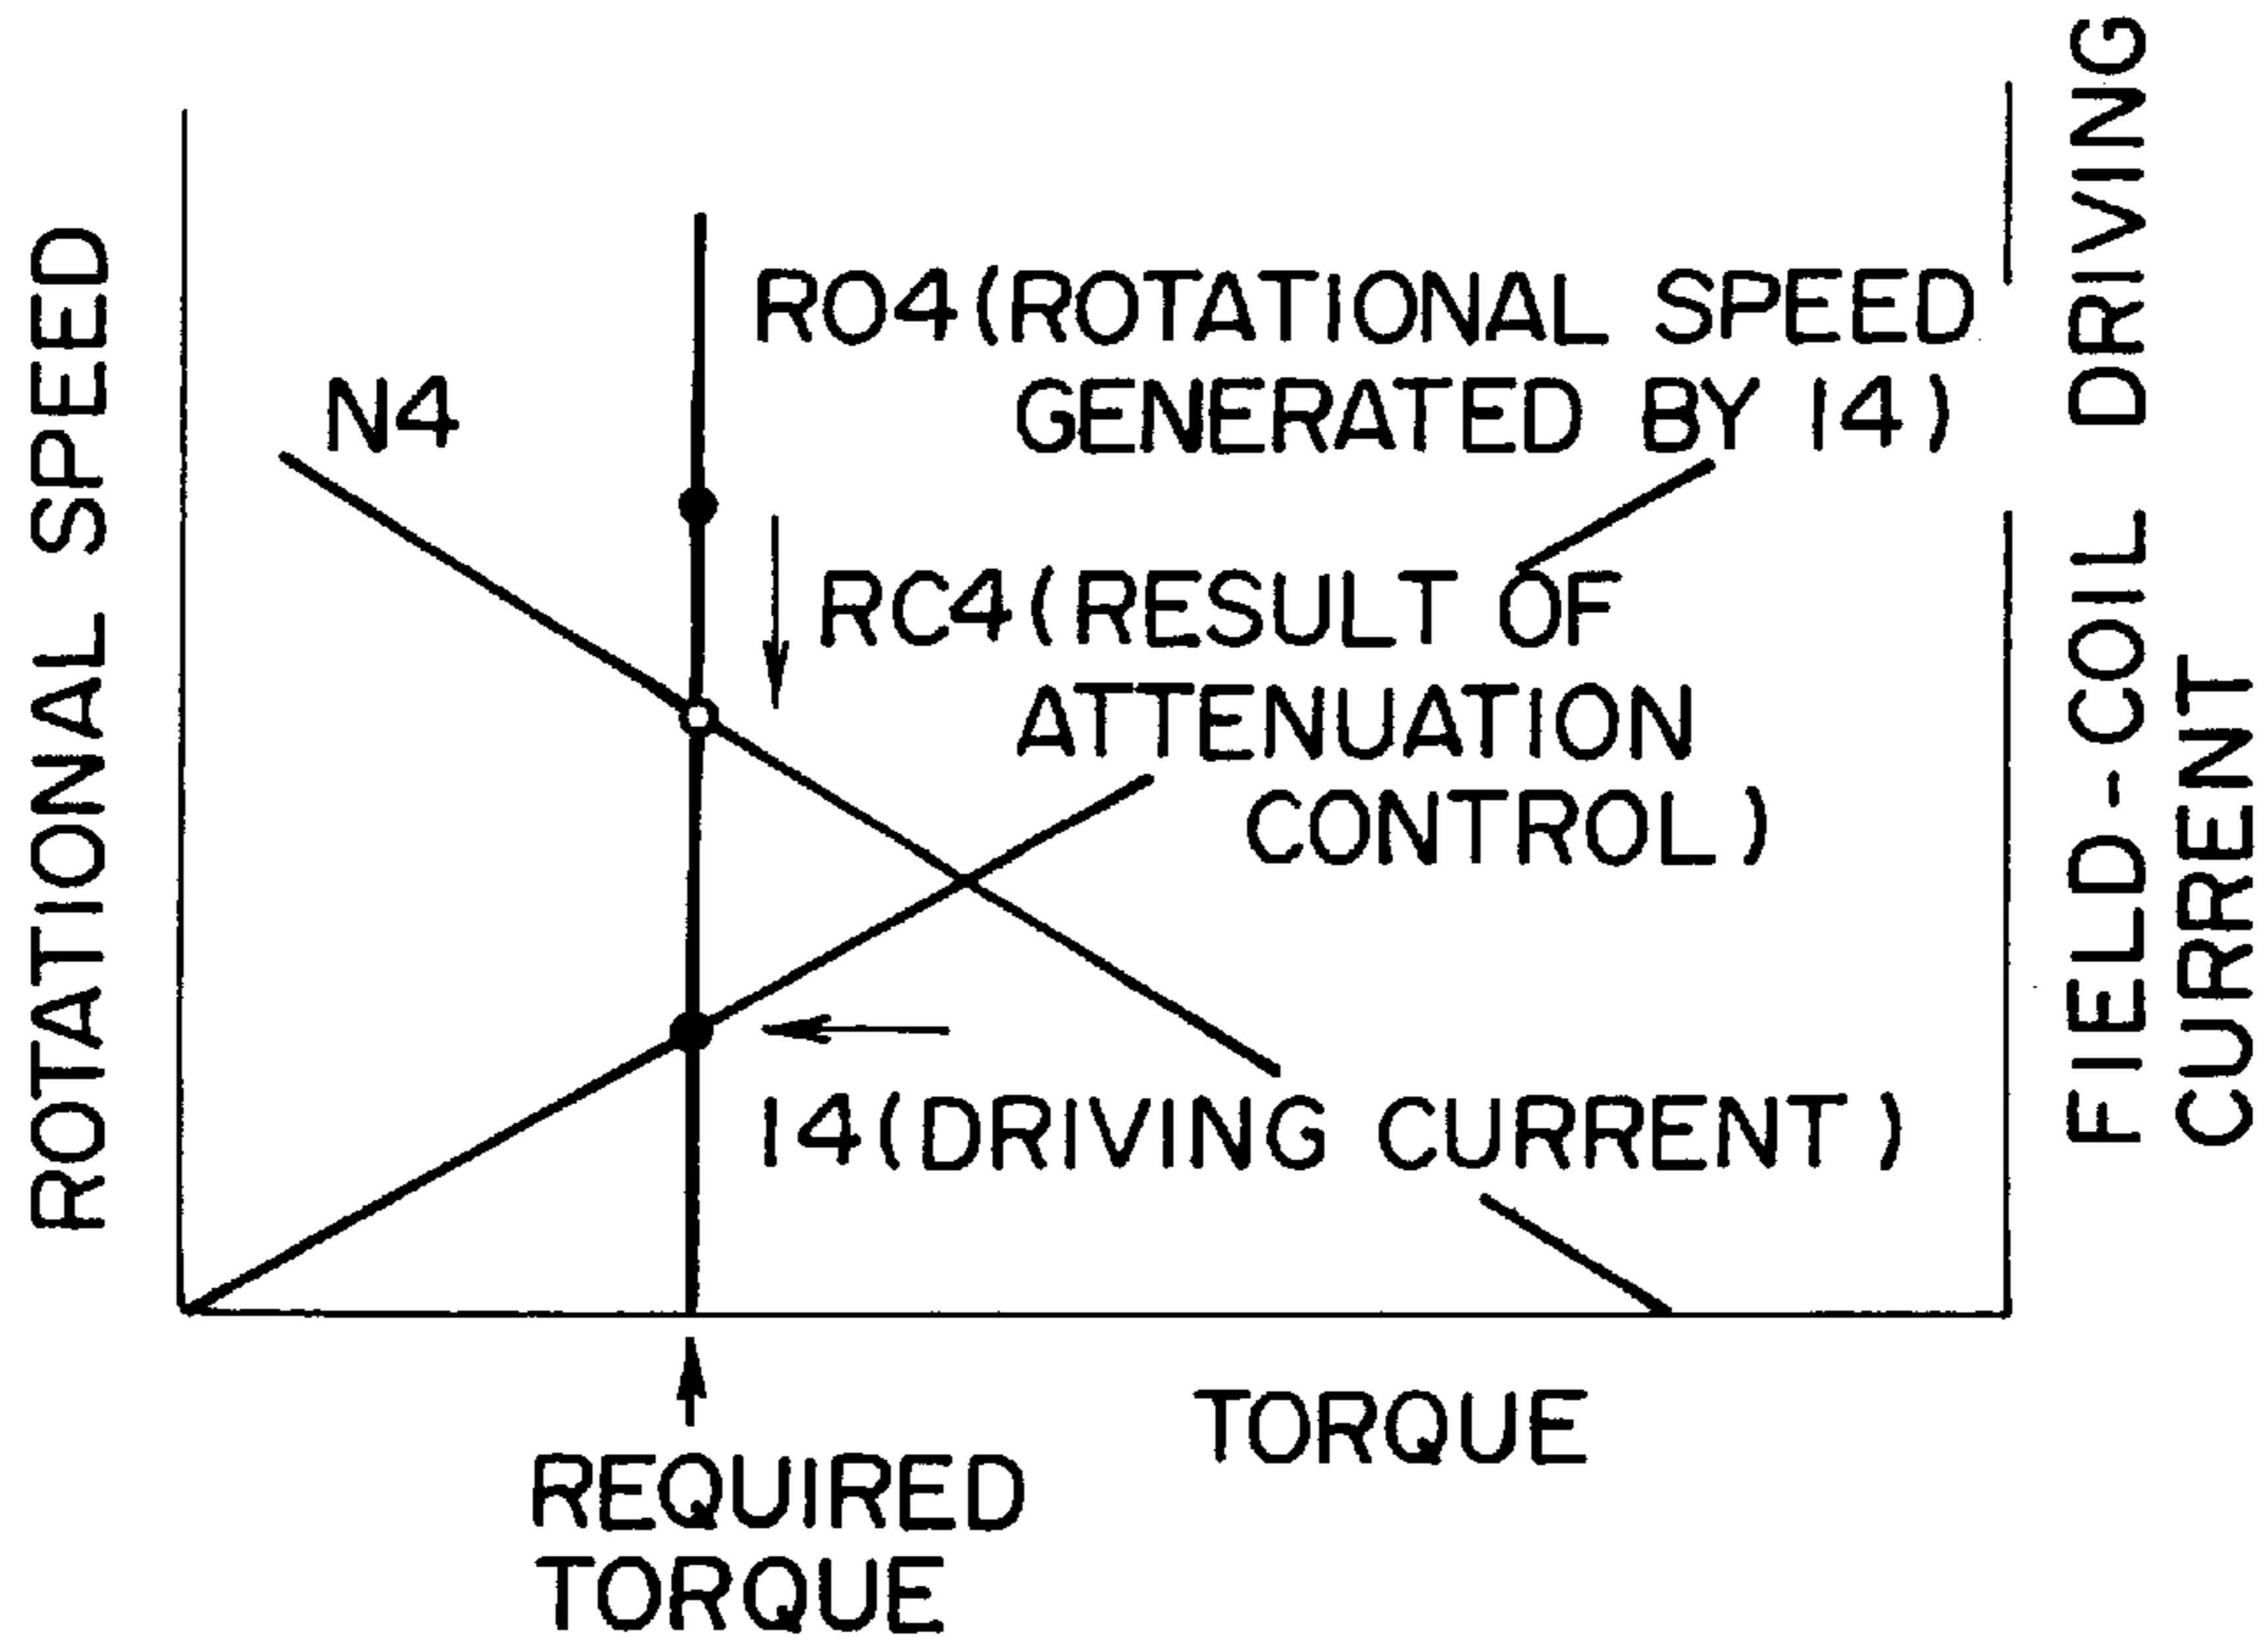 ROTATIONAL SPEED
N4
RO4(ROTATIONAL SPEED
GENERATED BY I4)
RC4(RESULT OF
ATTENUATION
CONTROL)
I4(DRIVING CURRENT)
FIELD-COIL DRIVING
CURRENT
TORQUE
REQUIRED
TORQUE